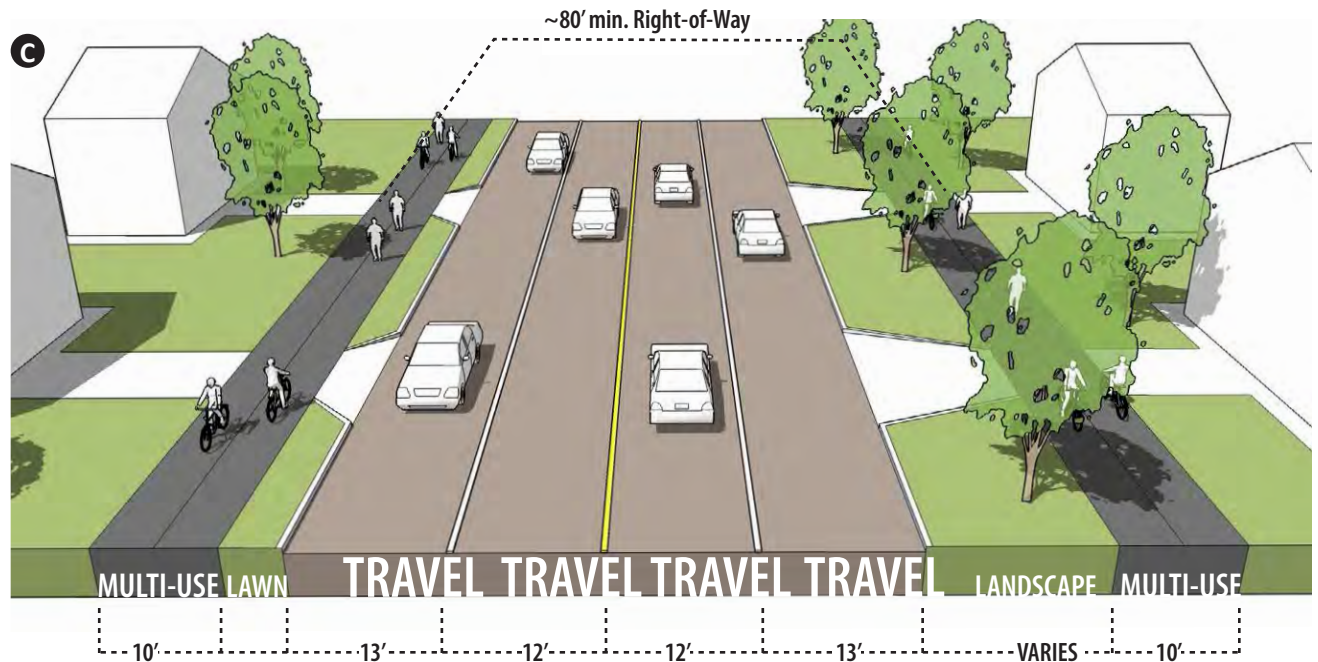 ~80’ min. Right-of-Way
C
MULTI-USE LAWN TRAVEL TRAVEL TRAVEL TRAVEL LANDSCAPE MULTI-USE
10’ 13’ 12’ 12’ 13’ VARIES 10’